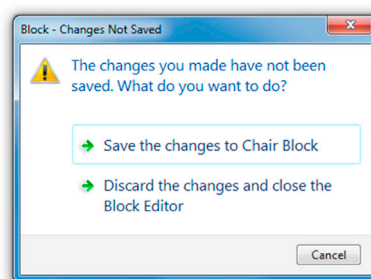 Block - Changes Not Saved
The changes you made have not been
saved. What do you want to do?
Save the changes to Chair Block
Discard the changes and close the
Block Editor
Cancel